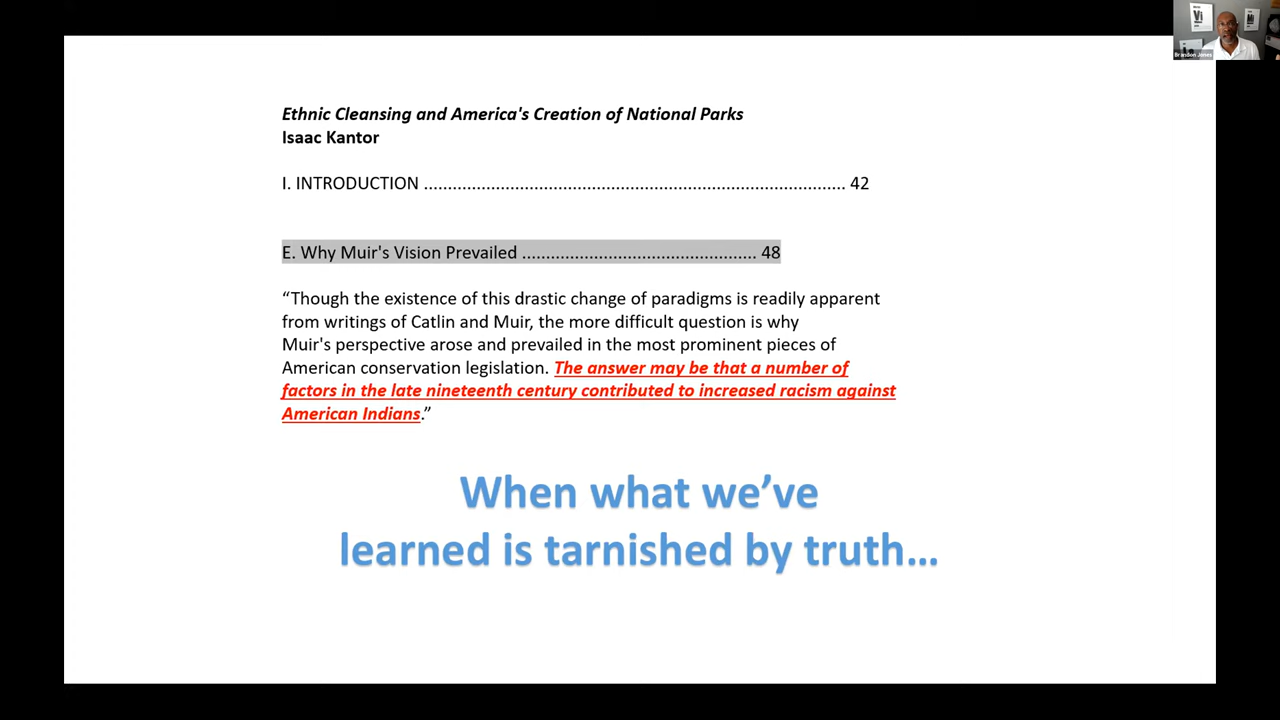 Ethnic Cleansing and America's Creation of National Parks
Isaac Kantor
I. INTRODUCTION ........................................................................................ 42
E. Why Muir's Vision Prevailed ................................................. 48
“Though the existence of this drastic change of paradigms is readily apparent
from writings of Catlin and Muir, the more difficult question is why
Muir's perspective arose and prevailed in the most prominent pieces of
American conservation legislation. The answer may be that a number of
factors in the late nineteenth century contributed to increased racism against
American Indians.”
When what we’ve
learned is tarnished by truth...
Vi
Brandon Jones